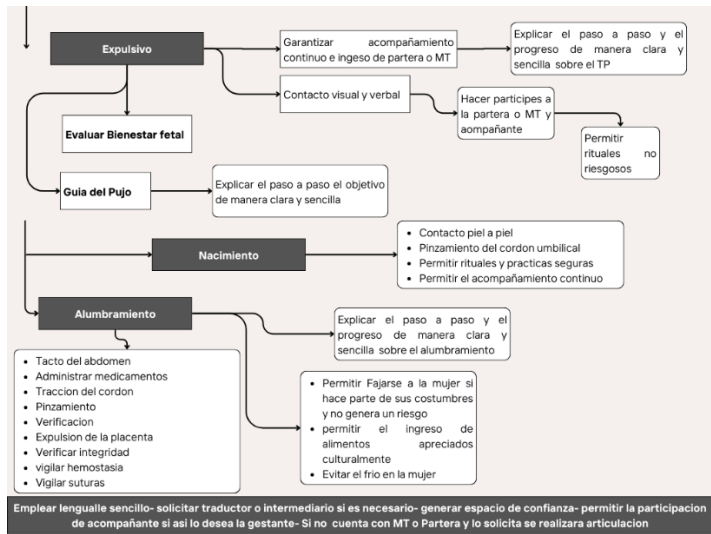 Expulsivo
Garantizar acompañamiento
continuo e ingeso de partera o MT
Explicar el paso a paso y el
progreso de manera clara y
sencilla sobre el TP
Contacto visual y verbal
Hacer participes a
la partera o MT y
aompañante
Permitir
rituales no
riesgosos
Evaluar Bienestar fetal
Guia del Pujo
Explicar el paso a paso el objetivo
de manera clara y sencilla
Nacimiento
• Contacto piel a piel
• Pinzamiento del cordon umbilical
• Permitir rituales y practicas seguras
• Permitir el acompañamiento continuo
Alumbramiento
Explicar el paso a paso y el
progreso de manera clara y
sencilla sobre el alumbramiento
• Tacto del abdomen
• Administrar medicamentos
• Traccion del cordon
• Pinzamiento
• Verificacion
• Expulsion de la placenta
• Verificar integridad
• vigilar hemostasia
• Vigilar suturas
• Permitir Fajarse a la mujer si
hace parte de sus costumbres
y no genera un riesgo
• permitir el ingreso de
alimentos apreciados
culturalmente
• Evitar el frio en la mujer
Emplear lengualle sencillo- solicitar traductor o intermediario si es necesario- generar espacio de confianza- permitir la participacion
de acompañante si asi lo desea la gestante- Si no cuenta con MT o Partera y lo solicita se realizara articulacion